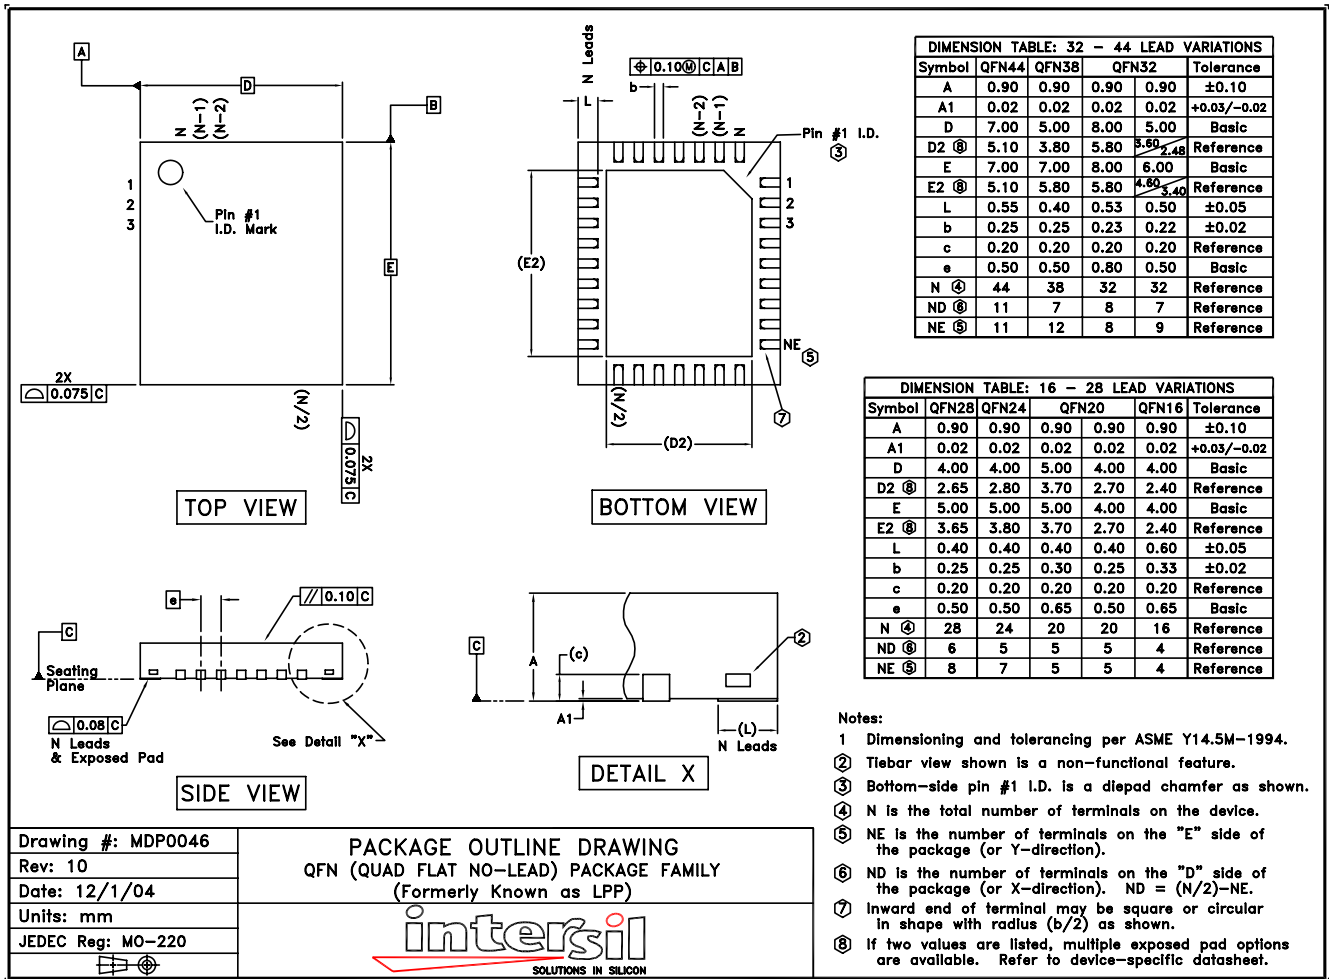 A
D
N
(N-1)
(N-2)
B
1
2
3
Pin #1
I.D. Mark
E
2X
0.075 C
(N/2)
0.075 C
2X
TOP VIEW
N Leads
L
b
0.10 Ⓜ C A B
(N-2)
(N-1)
N
Pin #1 I.D.
3
1
2
3
(E2)
NE
5
(N/2)
7
(D2)
BOTTOM VIEW
e
// 0.10 C
C
Seating
Plane
0.08 C
N Leads
& Exposed Pad
See Detail "X"
SIDE VIEW
C
A
(c)
2
A1
(L)
N Leads
DETAIL X
DIMENSION TABLE: 32 - 44 LEAD VARIATIONS
Symbol QFN44 QFN38 QFN32 Tolerance
A 0.90 0.90 0.90 0.90 ±0.10
A1 0.02 0.02 0.02 0.02 +0.03/-0.02
D 7.00 5.00 8.00 5.00 Basic
D2 8 5.10 3.80 5.80 3.60/2.48 Reference
E 7.00 7.00 8.00 6.00 Basic
E2 8 5.10 5.80 5.80 4.60/3.40 Reference
L 0.55 0.40 0.53 0.50 ±0.05
b 0.25 0.25 0.23 0.22 ±0.02
c 0.20 0.20 0.20 0.20 Reference
e 0.50 0.50 0.80 0.50 Basic
N 4 44 38 32 32 Reference
ND 6 11 7 8 7 Reference
NE 5 11 12 8 9 Reference
DIMENSION TABLE: 16 - 28 LEAD VARIATIONS
Symbol QFN28 QFN24 QFN20 QFN16 Tolerance
A 0.90 0.90 0.90 0.90 0.90 ±0.10
A1 0.02 0.02 0.02 0.02 0.02 +0.03/-0.02
D 4.00 4.00 5.00 4.00 4.00 Basic
D2 8 2.65 2.80 3.70 2.70 2.40 Reference
E 5.00 5.00 5.00 4.00 4.00 Basic
E2 8 3.65 3.80 3.70 2.70 2.40 Reference
L 0.40 0.40 0.40 0.40 0.60 ±0.05
b 0.25 0.25 0.30 0.25 0.33 ±0.02
c 0.20 0.20 0.20 0.20 0.20 Reference
e 0.50 0.50 0.65 0.50 0.65 Basic
N 4 28 24 20 20 16 Reference
ND 6 6 5 5 5 4 Reference
NE 5 8 7 5 5 4 Reference
Notes:
1 Dimensioning and tolerancing per ASME Y14.5M-1994.
2 Tiebar view shown is a non-functional feature.
3 Bottom-side pin #1 I.D. is a diepad chamfer as shown.
4 N is the total number of terminals on the device.
5 NE is the number of terminals on the "E" side of
the package (or Y-direction).
6 ND is the number of terminals on the "D" side of
the package (or X-direction). ND = (N/2)-NE.
7 Inward end of terminal may be square or circular
in shape with radius (b/2) as shown.
8 If two values are listed, multiple exposed pad options
are available. Refer to device-specific datasheet.
Drawing #: MDP0046
Rev: 10
Date: 12/1/04
Units: mm
JEDEC Reg: MO-220
PACKAGE OUTLINE DRAWING
QFN (QUAD FLAT NO-LEAD) PACKAGE FAMILY
(Formerly Known as LPP)
intersil
SOLUTIONS IN SILICON